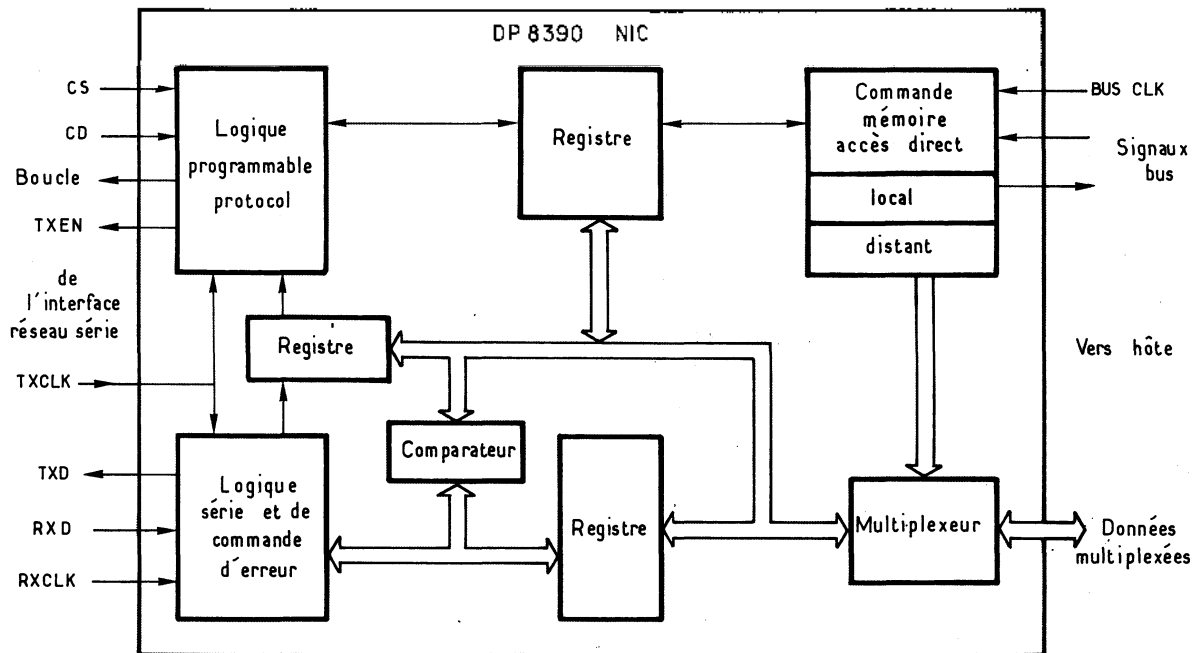 DP 8390 NIC
CS
CD
Boucle
TXEN
de
l'interface
réseau série
TXCLK
TXD
RXD
RXCLK
Logique
programmable
protocol
Registre
Commande
mémoire
accès direct
local
distant
BUS CLK
Signaux
bus
Registre
Vers hôte
Comparateur
Logique
série et de
commande
d'erreur
Registre
Multiplexeur
Données
multiplexées